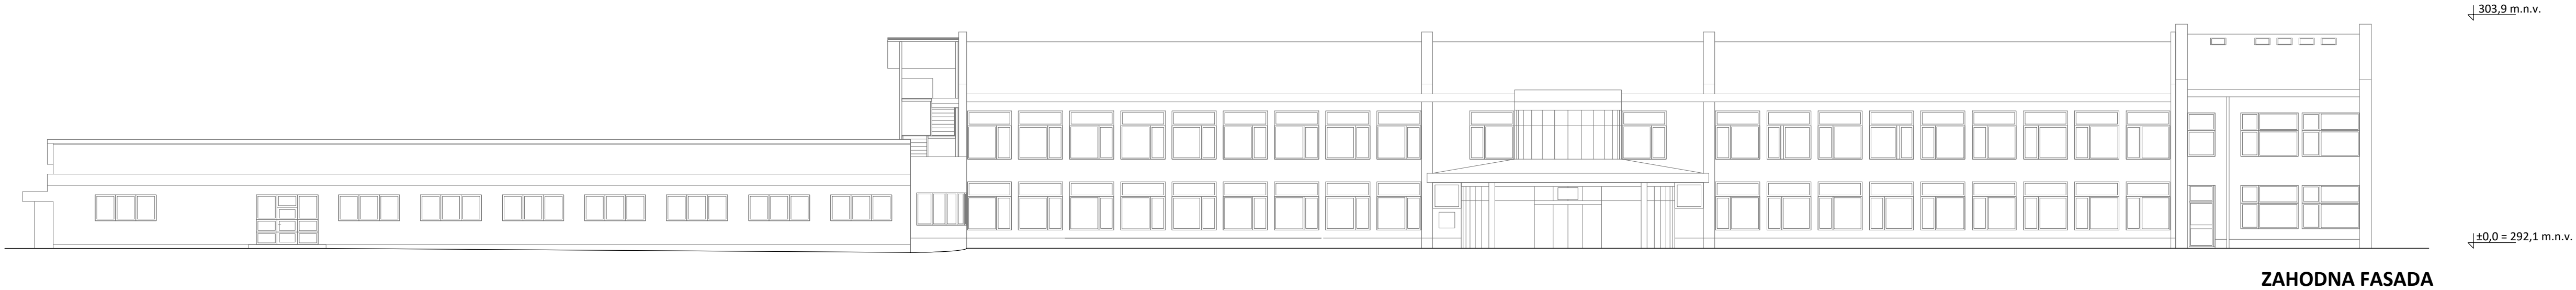 303,9 m.n.v.
±0,0 = 292,1 m.n.v.
ZAHODNA FASADA